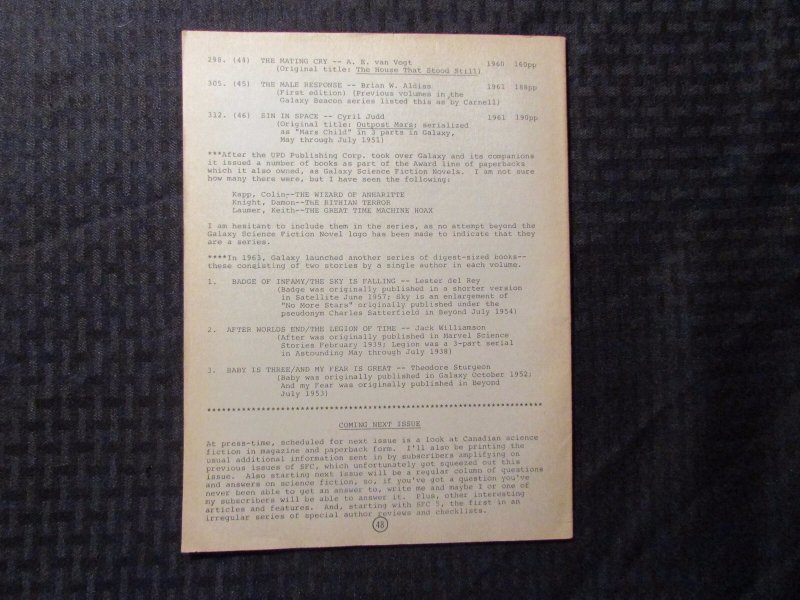 298. (44) THE MATING CRY -- A. E. van Vogt 1960 160pp
(Original title: The House That Stood Still)
305. (45) THE MALE RESPONSE -- Brian W. Aldiss 1961 188pp
(First edition) (Previous volumes in the
Galaxy Beacon series listed this as by Carnell)
312. (46) SIN IN SPACE -- Cyril Judd 1961 190pp
(Original title: Outpost Mars; serialized
as "Mars Child" in 3 parts in Galaxy,
May through July 1951)
***After the UPD Publishing Corp. took over Galaxy and its companions
it issued a number of books as part of the Award line of paperbacks
which it also owned, as Galaxy Science Fiction Novels. I am not sure
how many there were, but I have seen the following:
Kapp, Colin--THE WIZARD OF ANHARITTE
Knight, Damon--THE RITHIAN TERROR
Laumer, Keith--THE GREAT TIME MACHINE HOAX
I am hesitant to include them in the series, as no attempt beyond the
Galaxy Science Fiction Novel logo has been made to indicate that they
are a series.
****In 1963, Galaxy launched another series of digest-sized books--
these consisting of two stories by a single author in each volume.
1. BADGE OF INFAMY/THE SKY IS FALLING -- Lester del Rey
(Badge was originally published in a shorter version
in Satellite June 1957; Sky is an enlargement of
"No More Stars" originally published under the
pseudonym Charles Satterfield in Beyond July 1954)
2. AFTER WORLDS END/THE LEGION OF TIME -- Jack Williamson
(After was originally published in Marvel Science
Stories February 1939; Legion was a 3-part serial
in Astounding May through July 1938)
3. BABY IS THREE/AND MY FEAR IS GREAT -- Theodore Sturgeon
(Baby was originally published in Galaxy October 1952;
And my Fear was originally published in Beyond
July 1953)
**********************************************************************
COMING NEXT ISSUE
At press-time, scheduled for next issue is a look at Canadian science
fiction in magazine and paperback form. I'll also be printing the
usual additional information sent in by subscribers amplifying on
previous issues of SFC, which unfortunately got squeezed out this
issue. Also starting next issue will be a regular column of questions
and answers on science fiction, so, if you've got a question you've
never been able to get an answer to, write me and maybe I or one of
my subscribers will be able to answer it. Plus, other interesting
articles and features. And, starting with SFC 5, the first in an
irregular series of special author reviews and checklists.
48